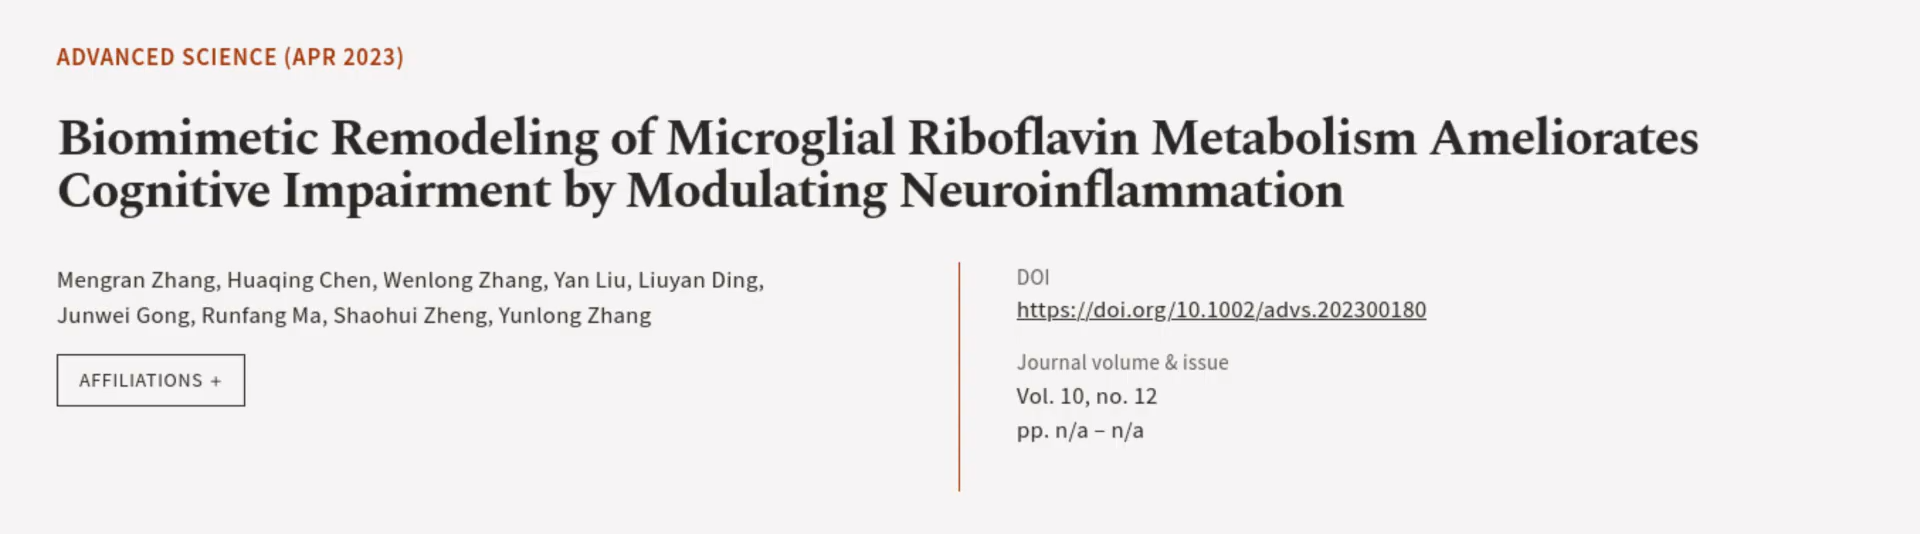 ADVANCED SCIENCE (APR 2023)
Biomimetic Remodeling of Microglial Riboflavin Metabolism Ameliorates
Cognitive Impairment by Modulating Neuroinflammation
Mengran Zhang, Huaqing Chen, Wenlong Zhang, Yan Liu, Liuyan Ding,
Junwei Gong, Runfang Ma, Shaohui Zheng, Yunlong Zhang
AFFILIATIONS +
DOI
https://doi.org/10.1002/advs.202300180
Journal volume & issue
Vol. 10, no. 12
pp. n/a – n/a